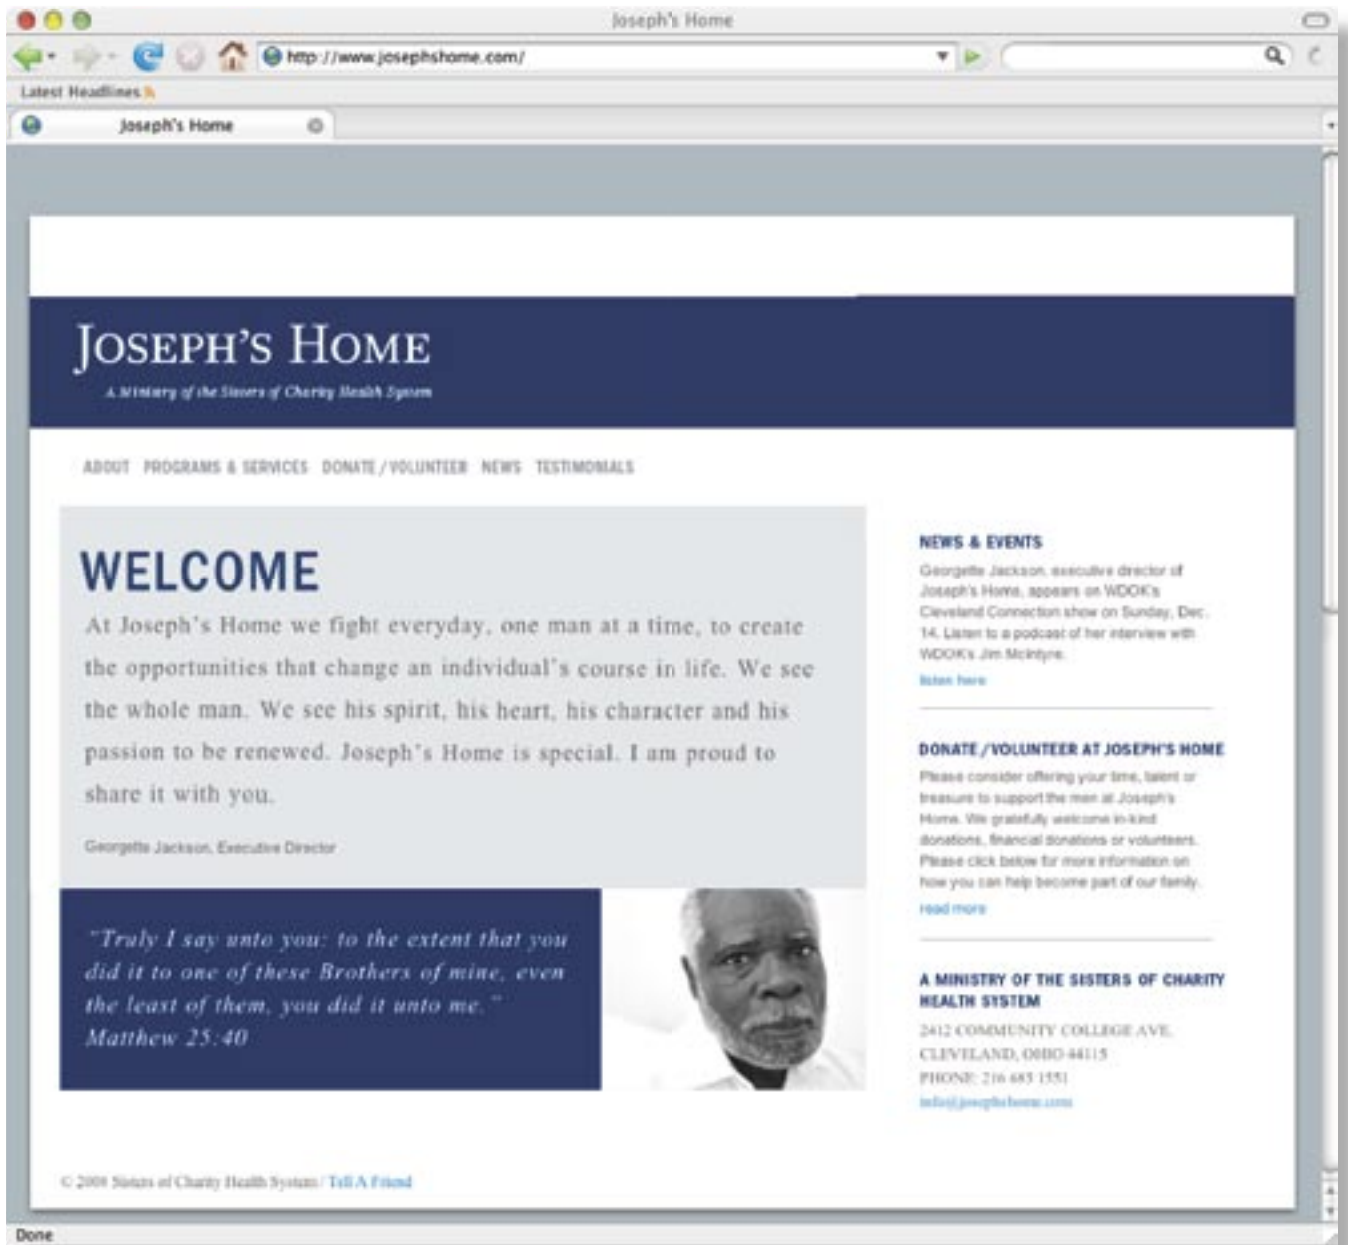 Joseph's Home
http://www.josephshome.com/
Latest Headlines
Joseph's Home
JOSEPH'S HOME
A Ministry of the Sisters of Charity Health System
ABOUT PROGRAMS & SERVICES DONATE / VOLUNTEER NEWS TESTIMONIALS
WELCOME
At Joseph's Home we fight everyday, one man at a time, to create
the opportunities that change an individual's course in life. We see
the whole man. We see his spirit, his heart, his character and his
passion to be renewed. Joseph's Home is special. I am proud to
share it with you.
Georgette Jackson, Executive Director
"Truly I say unto you: to the extent that you
did it to one of these Brothers of mine, even
the least of them, you did it unto me."
Matthew 25:40
NEWS & EVENTS
Georgette Jackson, executive director of
Joseph's Home, appears on WDOK's
Cleveland Connection show on Sunday, Dec.
14. Listen to a podcast of her interview with
WDOK's Jim McIntyre.
listen here
DONATE / VOLUNTEER AT JOSEPH'S HOME
Please consider offering your time, talent or
treasure to support the men at Joseph's
Home. We gratefully welcome in-kind
donations, financial donations or volunteers.
Please click below for more information on
how you can help become part of our family.
read more
A MINISTRY OF THE SISTERS OF CHARITY
HEALTH SYSTEM
2412 COMMUNITY COLLEGE AVE.
CLEVELAND, OHIO 44115
PHONE: 216 685 1551
info@josephshome.com
© 2008 Sisters of Charity Health System / Tell A Friend
Done